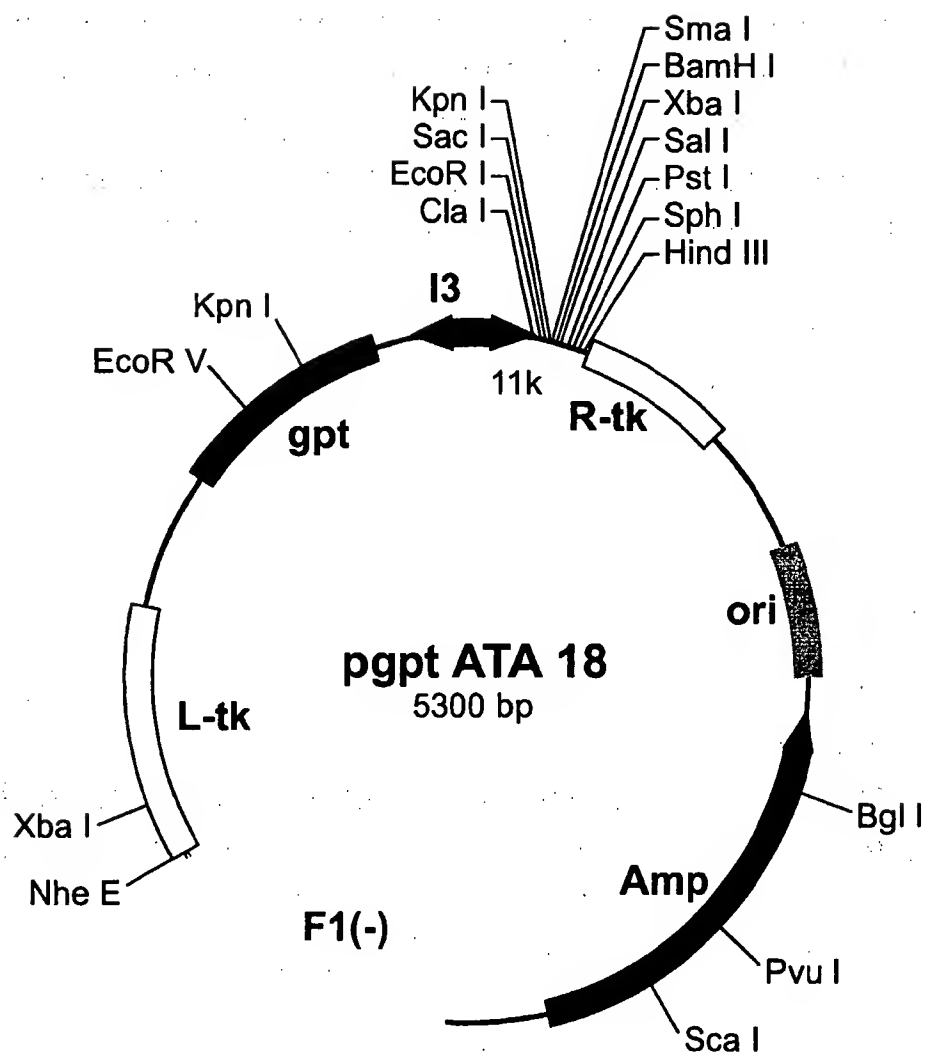 Sma I
BamH I
Kpn I
Xba I
Sac I
Sal I
EcoR I
Pst I
Cla I
Sph I
Hind III
I3
Kpn I
EcoR V
11k
R-tk
gpt
ori
pgpt ATA 18
5300 bp
L-tk
Xba I
Bgl I
Nhe E
Amp
F1(-)
Pvu I
Sca I